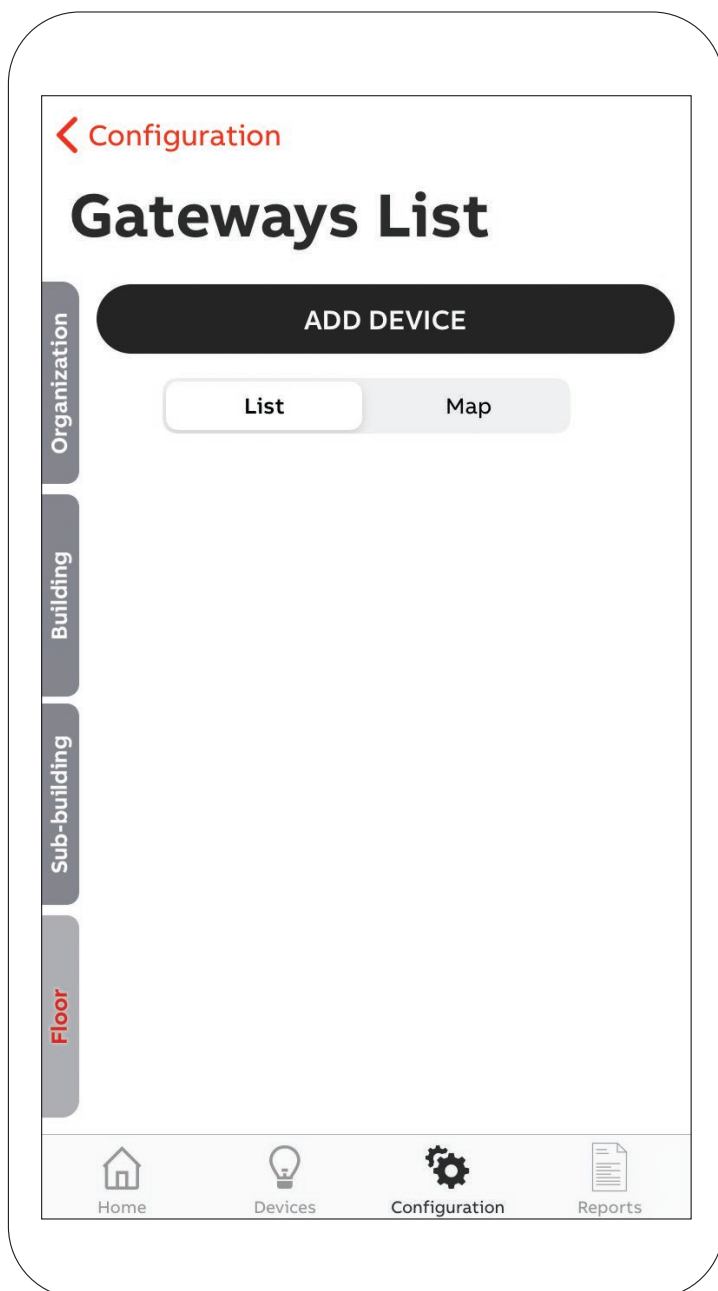 Configuration
Gateways List
ADD DEVICE
List
Map
Organization
Building
Sub-building
Floor
Home
Devices
Configuration
Reports